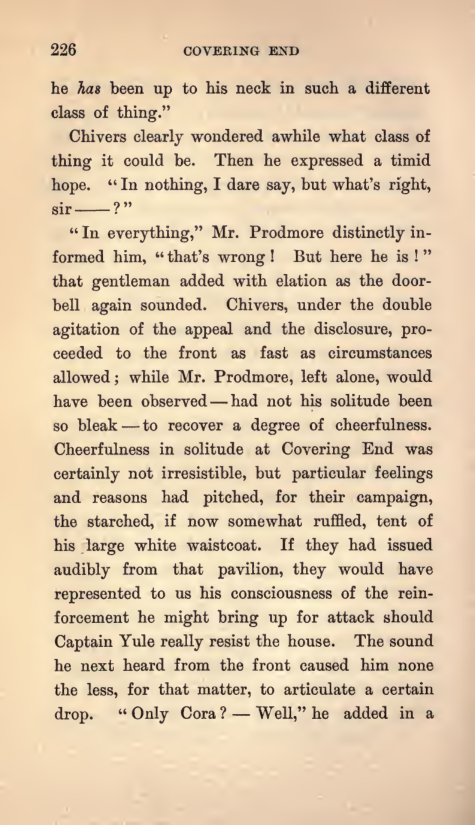 226 COVERING END
he has been up to his neck in such a different
class of thing.”
Chivers clearly wondered awhile what class of
thing it could be. Then he expressed a timid
hope. “In nothing, I dare say, but what’s right,
sir——?”
“In everything,” Mr. Prodmore distinctly in-
formed him, “that’s wrong! But here he is!”
that gentleman added with elation as the door-
bell again sounded. Chivers, under the double
agitation of the appeal and the disclosure, pro-
ceeded to the front as fast as circumstances
allowed; while Mr. Prodmore, left alone, would
have been observed—had not his solitude been
so bleak—to recover a degree of cheerfulness.
Cheerfulness in solitude at Covering End was
certainly not irresistible, but particular feelings
and reasons had pitched, for their campaign,
the starched, if now somewhat ruffled, tent of
his large white waistcoat. If they had issued
audibly from that pavilion, they would have
represented to us his consciousness of the rein-
forcement he might bring up for attack should
Captain Yule really resist the house. The sound
he next heard from the front caused him none
the less, for that matter, to articulate a certain
drop. “Only Cora?—Well,” he added in a